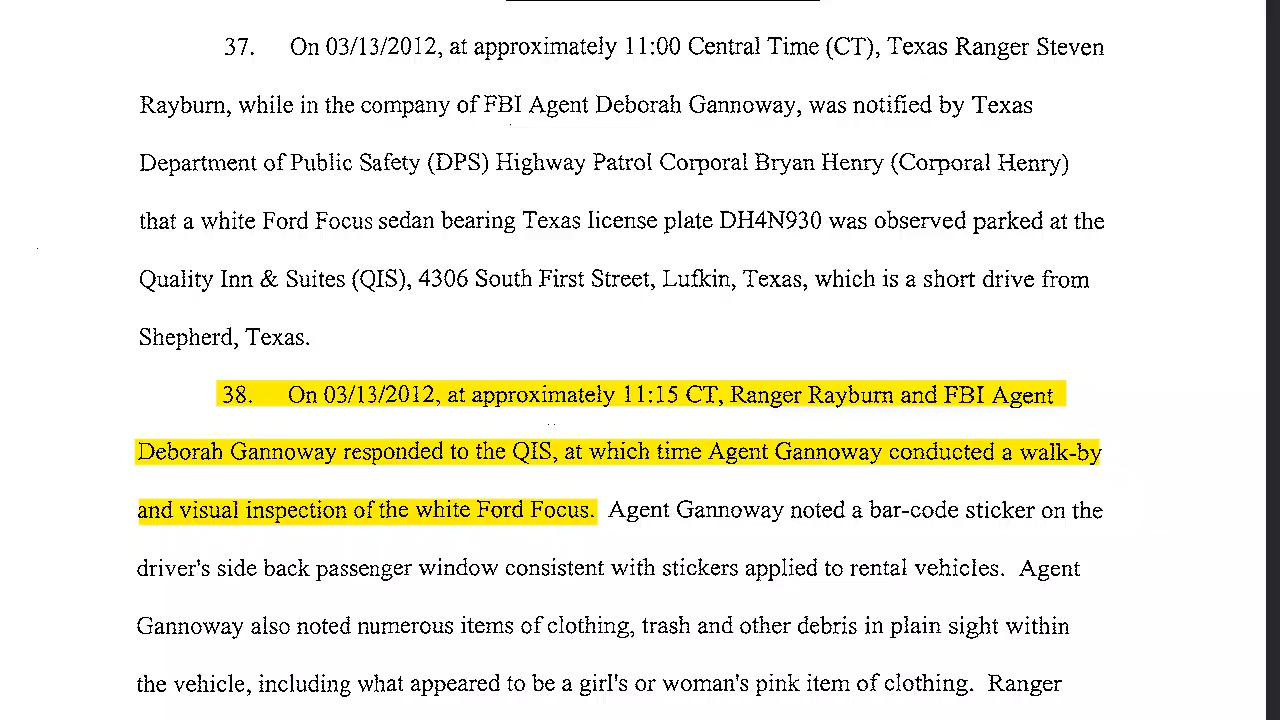 37. On 03/13/2012, at approximately 11:00 Central Time (CT), Texas Ranger Steven
Rayburn, while in the company of FBI Agent Deborah Gannoway, was notified by Texas
Department of Public Safety (DPS) Highway Patrol Corporal Bryan Henry (Corporal Henry)
that a white Ford Focus sedan bearing Texas license plate DH4N930 was observed parked at the
Quality Inn & Suites (QIS), 4306 South First Street, Lufkin, Texas, which is a short drive from
Shepherd, Texas.
38. On 03/13/2012, at approximately 11:15 CT, Ranger Rayburn and FBI Agent
Deborah Gannoway responded to the QIS, at which time Agent Gannoway conducted a walk-by
and visual inspection of the white Ford Focus. Agent Gannoway noted a bar-code sticker on the
driver's side back passenger window consistent with stickers applied to rental vehicles. Agent
Gannoway also noted numerous items of clothing, trash and other debris in plain sight within
the vehicle, including what appeared to be a girl's or woman's pink item of clothing. Ranger